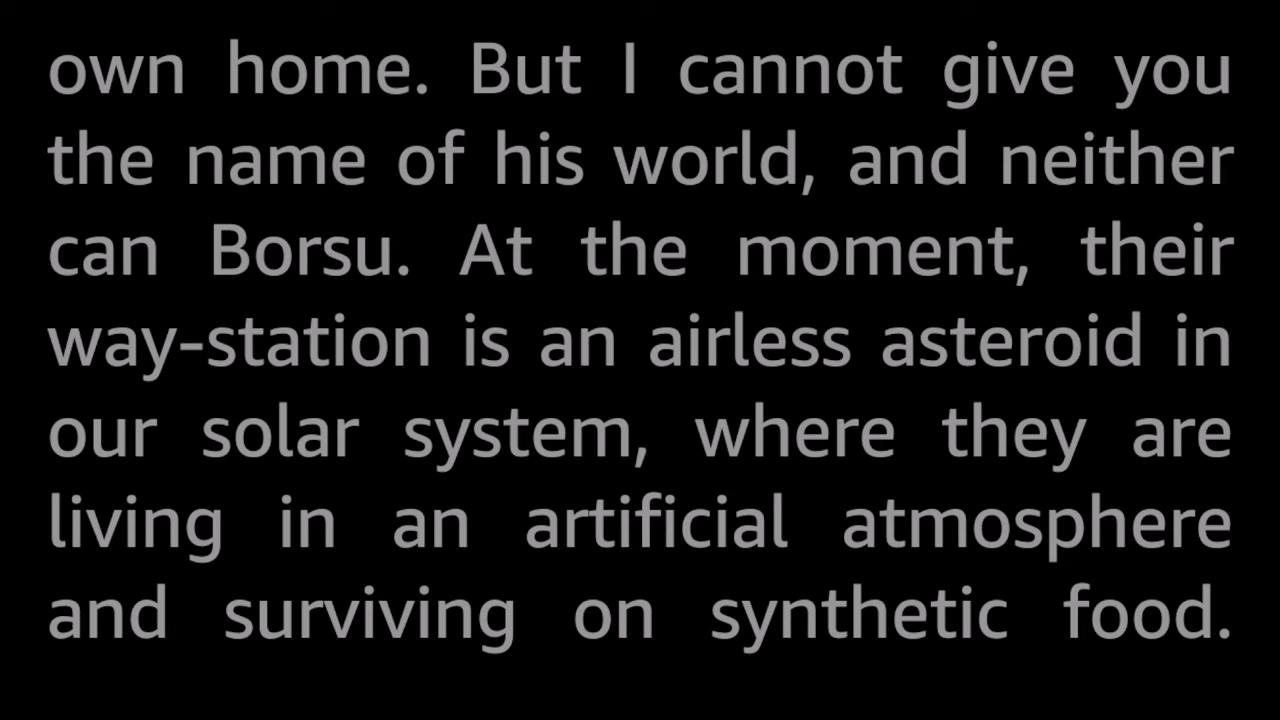 own home. But I cannot give you
the name of his world, and neither
can Borsu. At the moment, their
way-station is an airless asteroid in
our solar system, where they are
living in an artificial atmosphere
and surviving on synthetic food.